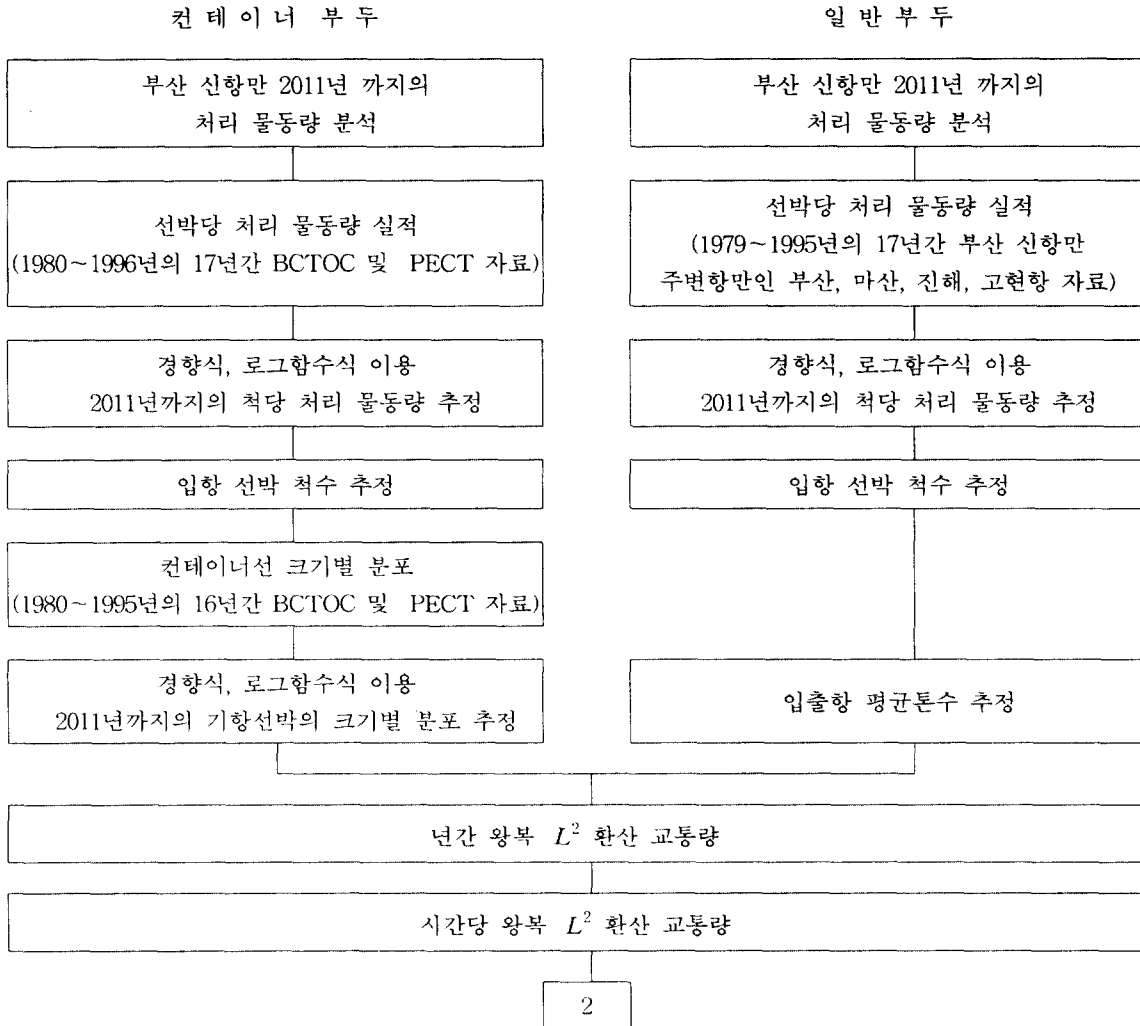 컨 테 이 너 부 두
부산 신항만 2011년 까지의
처리 물동량 분석
선박당 처리 물동량 실적
(1980~1996년의 17년간 BCTOC 및 PECT 자료)
경향식, 로그함수식 이용
2011년까지의 척당 처리 물동량 추정
입항 선박 척수 추정
컨테이너선 크기별 분포
(1980~1995년의 16년간 BCTOC 및 PECT 자료)
경향식, 로그함수식 이용
2011년까지의 기항선박의 크기별 분포 추정
일 반 부 두
부산 신항만 2011년 까지의
처리 물동량 분석
선박당 처리 물동량 실적
(1979~1995년의 17년간 부산 신항만
주변항만인 부산, 마산, 진해, 고현항 자료)
경향식, 로그함수식 이용
2011년까지의 척당 처리 물동량 추정
입항 선박 척수 추정
입출항 평균톤수 추정
년간 왕복 L² 환산 교통량
시간당 왕복 L² 환산 교통량
2